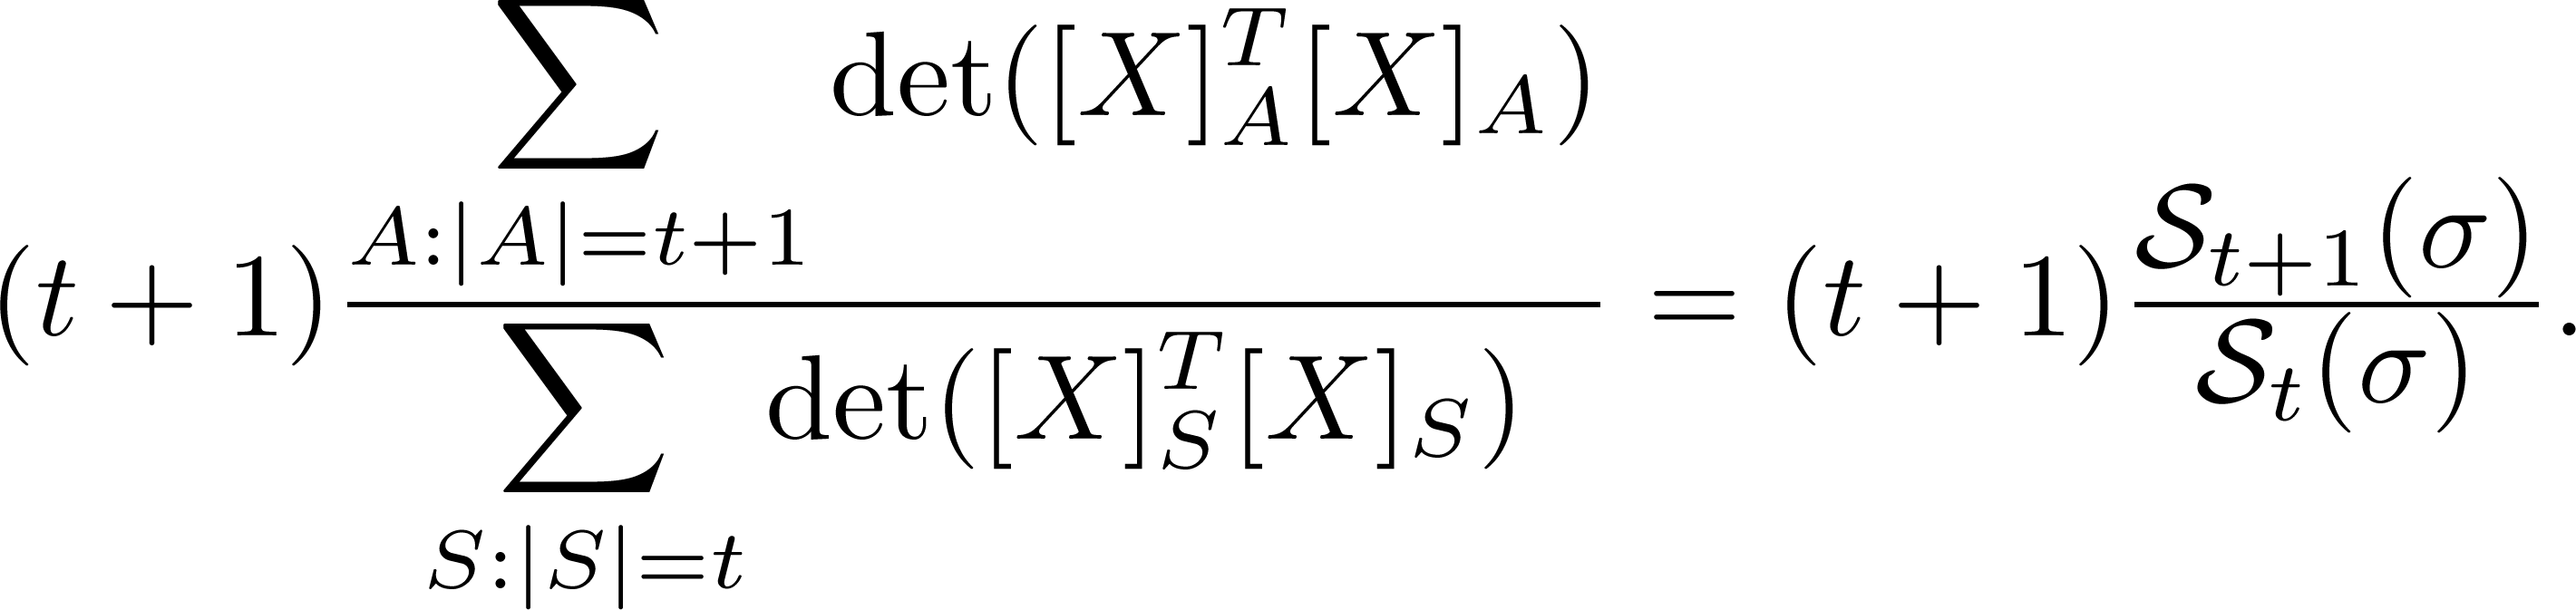 (t + 1) \frac{\sum_{A:|A|=t+1} \det([X]_A^T [X]_A)}{\sum_{S:|S|=t} \det([X]_S^T [X]_S)} = (t + 1) \frac{\mathcal{S}_{t+1}(\sigma)}{\mathcal{S}_t(\sigma)}.